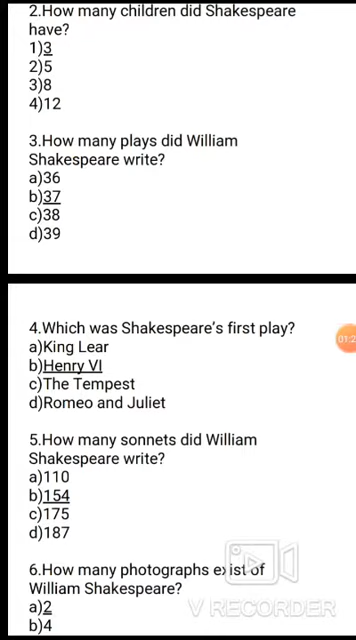 2.How many children did Shakespeare
have?
1)3
2)5
3)8
4)12
3.How many plays did William
Shakespeare write?
a)36
b)37
c)38
d)39
4.Which was Shakespeare's first play?
a)King Lear
b)Henry VI
c)The Tempest
d)Romeo and Juliet
01:2
5.How many sonnets did William
Shakespeare write?
a)110
b)154
c)175
d)187
6.How many photographs exist of
William Shakespeare?
a)2
b)4
V RECORDER